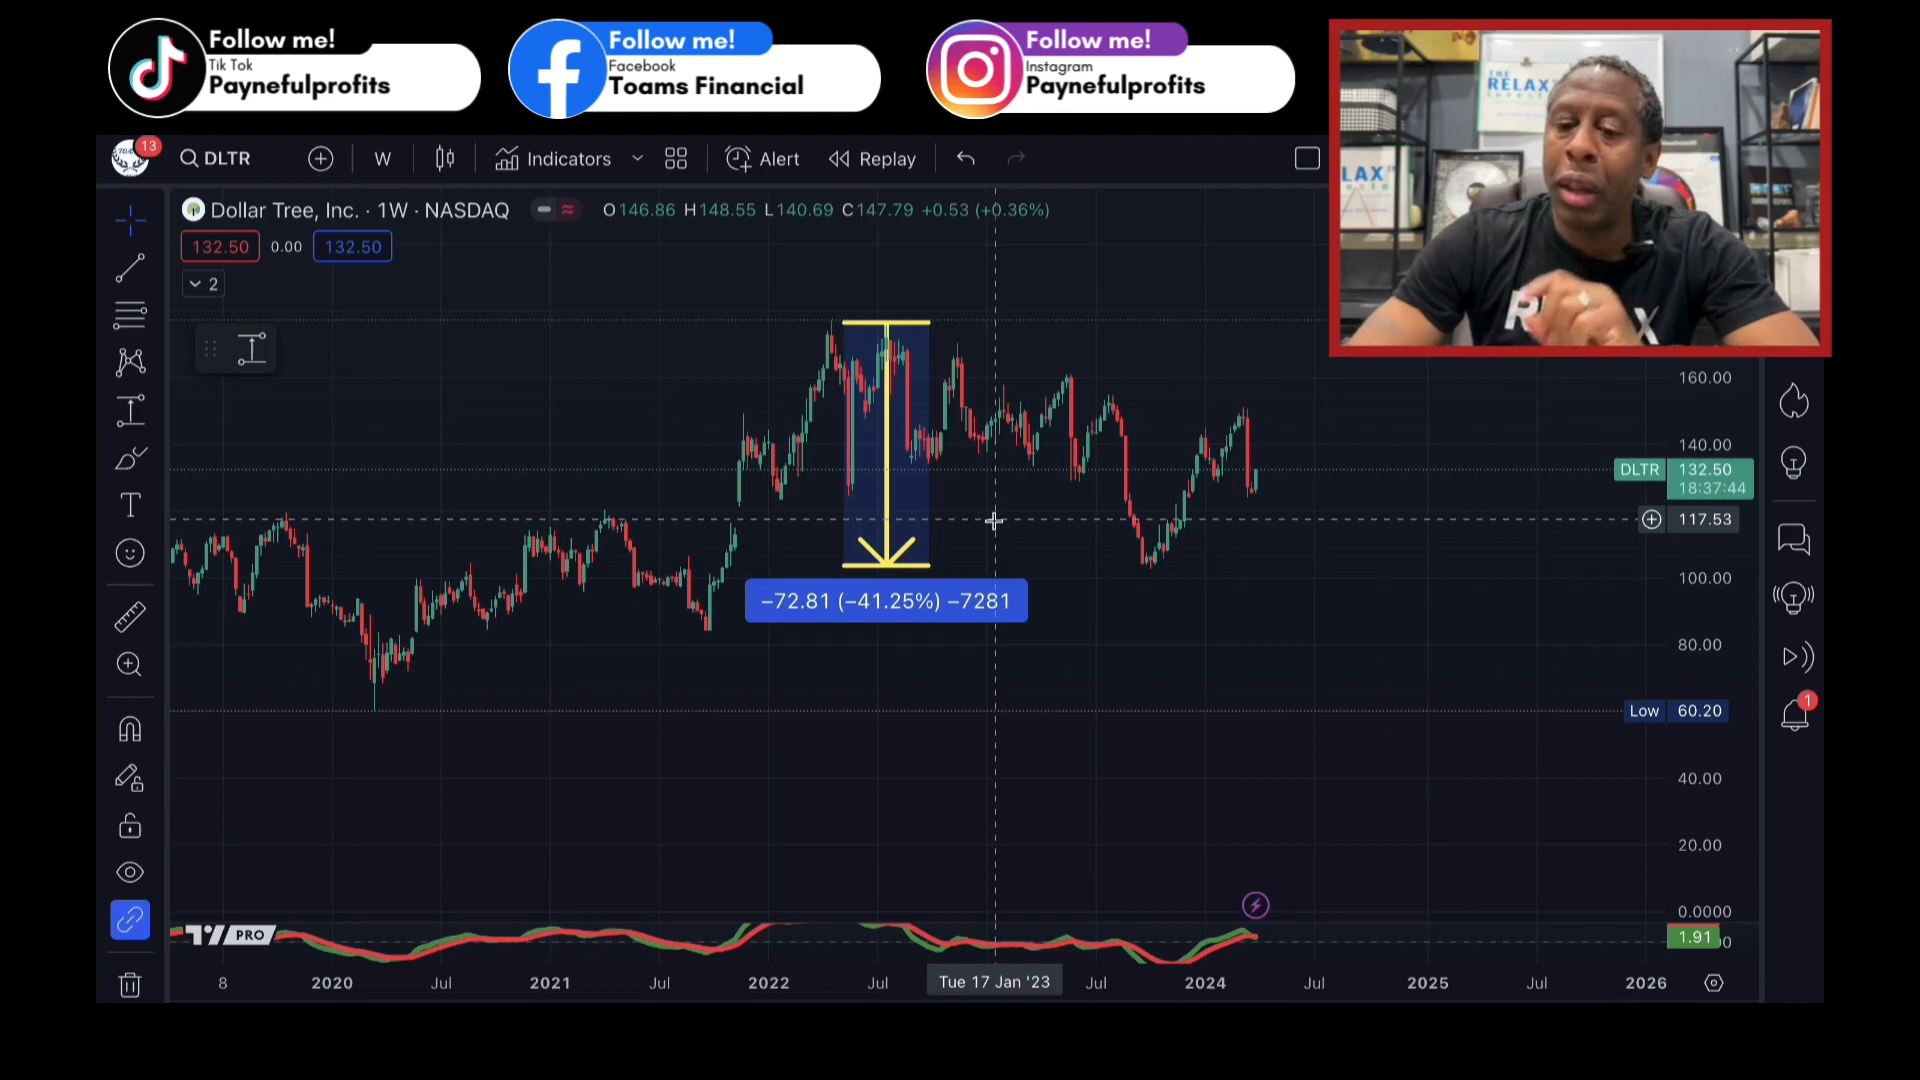 Follow me!
Tik Tok
Paynefulprofits
Follow me!
Facebook
Toams Financial
Follow me!
Instagram
Paynefulprofits
THE
RELAX
LAX
R X
13
DLTR
W
Indicators
Alert
Replay
Dollar Tree, Inc. · 1W · NASDAQ
O146.86 H148.55 L140.69 C147.79 +0.53 (+0.36%)
132.50 0.00 132.50
2
160.00
140.00
DLTR 132.50
18:37:44
117.53
100.00
−72.81 (−41.25%) −7281
80.00
Low 60.20
1
40.00
20.00
0.0000
PRO
1.91
8 2020 Jul 2021 Jul 2022 Jul Tue 17 Jan '23 Jul 2024 Jul 2025 Jul 2026